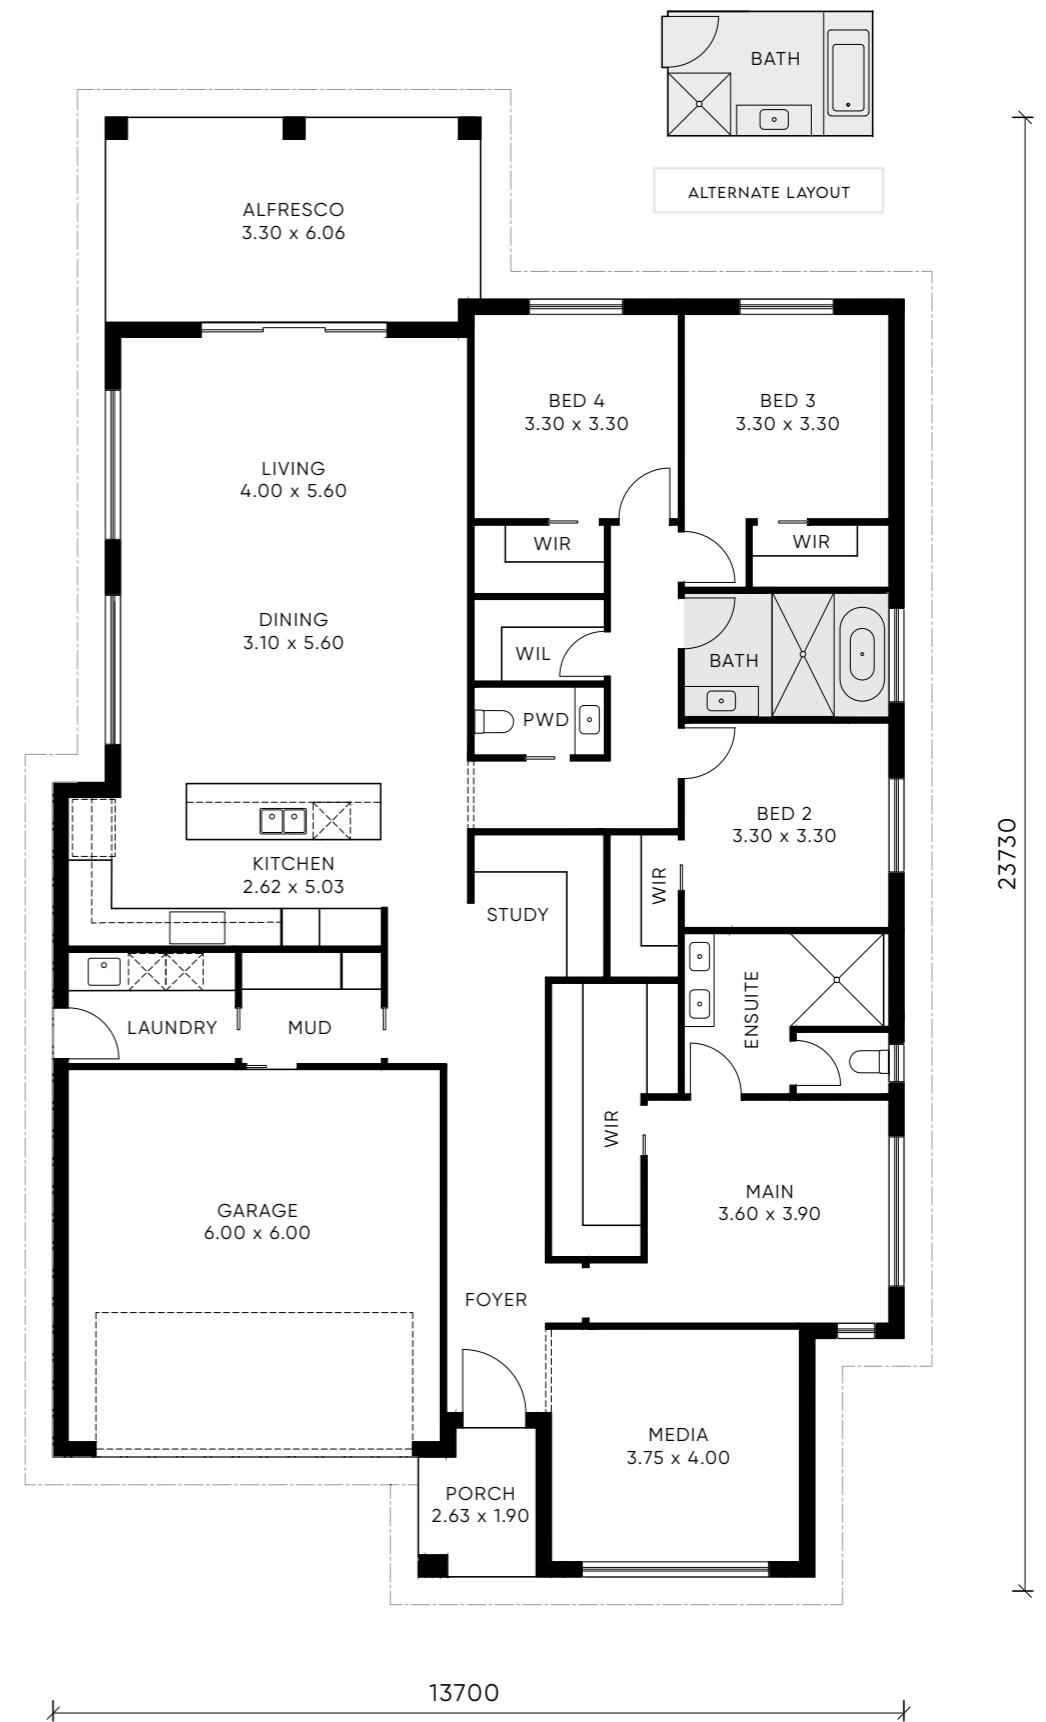 BATH
ALTERNATE LAYOUT
ALFRESCO
3.30 x 6.06
BED 4
3.30 x 3.30
BED 3
3.30 x 3.30
LIVING
4.00 x 5.60
WIR
WIR
DINING
3.10 x 5.60
WIL
BATH
PWD
BED 2
3.30 x 3.30
23730
KITCHEN
2.62 x 5.03
WIR
STUDY
ENSUITE
LAUNDRY
MUD
WIR
MAIN
3.60 x 3.90
GARAGE
6.00 x 6.00
FOYER
MEDIA
3.75 x 4.00
PORCH
2.63 x 1.90
13700